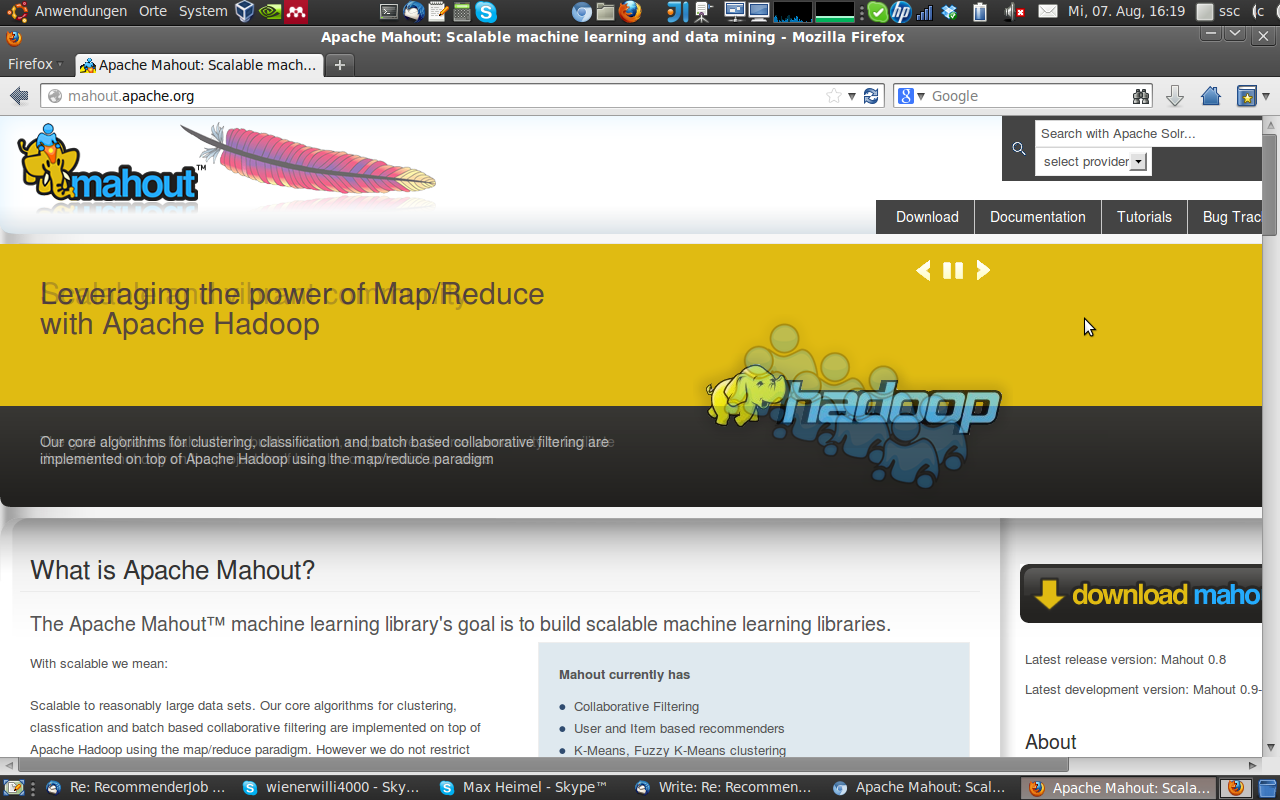 Anwendungen Orte System
Mi, 07. Aug, 16:19 ssc
Apache Mahout: Scalable machine learning and data mining - Mozilla Firefox
Firefox
Apache Mahout: Scalable mach...
mahout.apache.org
Google
mahout™
Search with Apache Solr...
select provider
Download Documentation Tutorials Bug Trac
Scalable and vibrant community
Leveraging the power of Map/Reduce
with Apache Hadoop
hadoop
Our core algorithms for clustering, classification and batch based collaborative filtering are
implemented on top of Apache Hadoop using the map/reduce paradigm
What is Apache Mahout?
The Apache Mahout™ machine learning library's goal is to build scalable machine learning libraries.
With scalable we mean:
Scalable to reasonably large data sets. Our core algorithms for clustering,
classfication and batch based collaborative filtering are implemented on top of
Apache Hadoop using the map/reduce paradigm. However we do not restrict
Mahout currently has
Collaborative Filtering
User and Item based recommenders
K-Means, Fuzzy K-Means clustering
download maho
Latest release version: Mahout 0.8
Latest development version: Mahout 0.9-
About
Re: RecommenderJob ...
wienerwilli4000 - Sky...
Max Heimel - Skype™
Write: Re: Recommen...
Apache Mahout: Scal...
Apache Mahout: Scala...